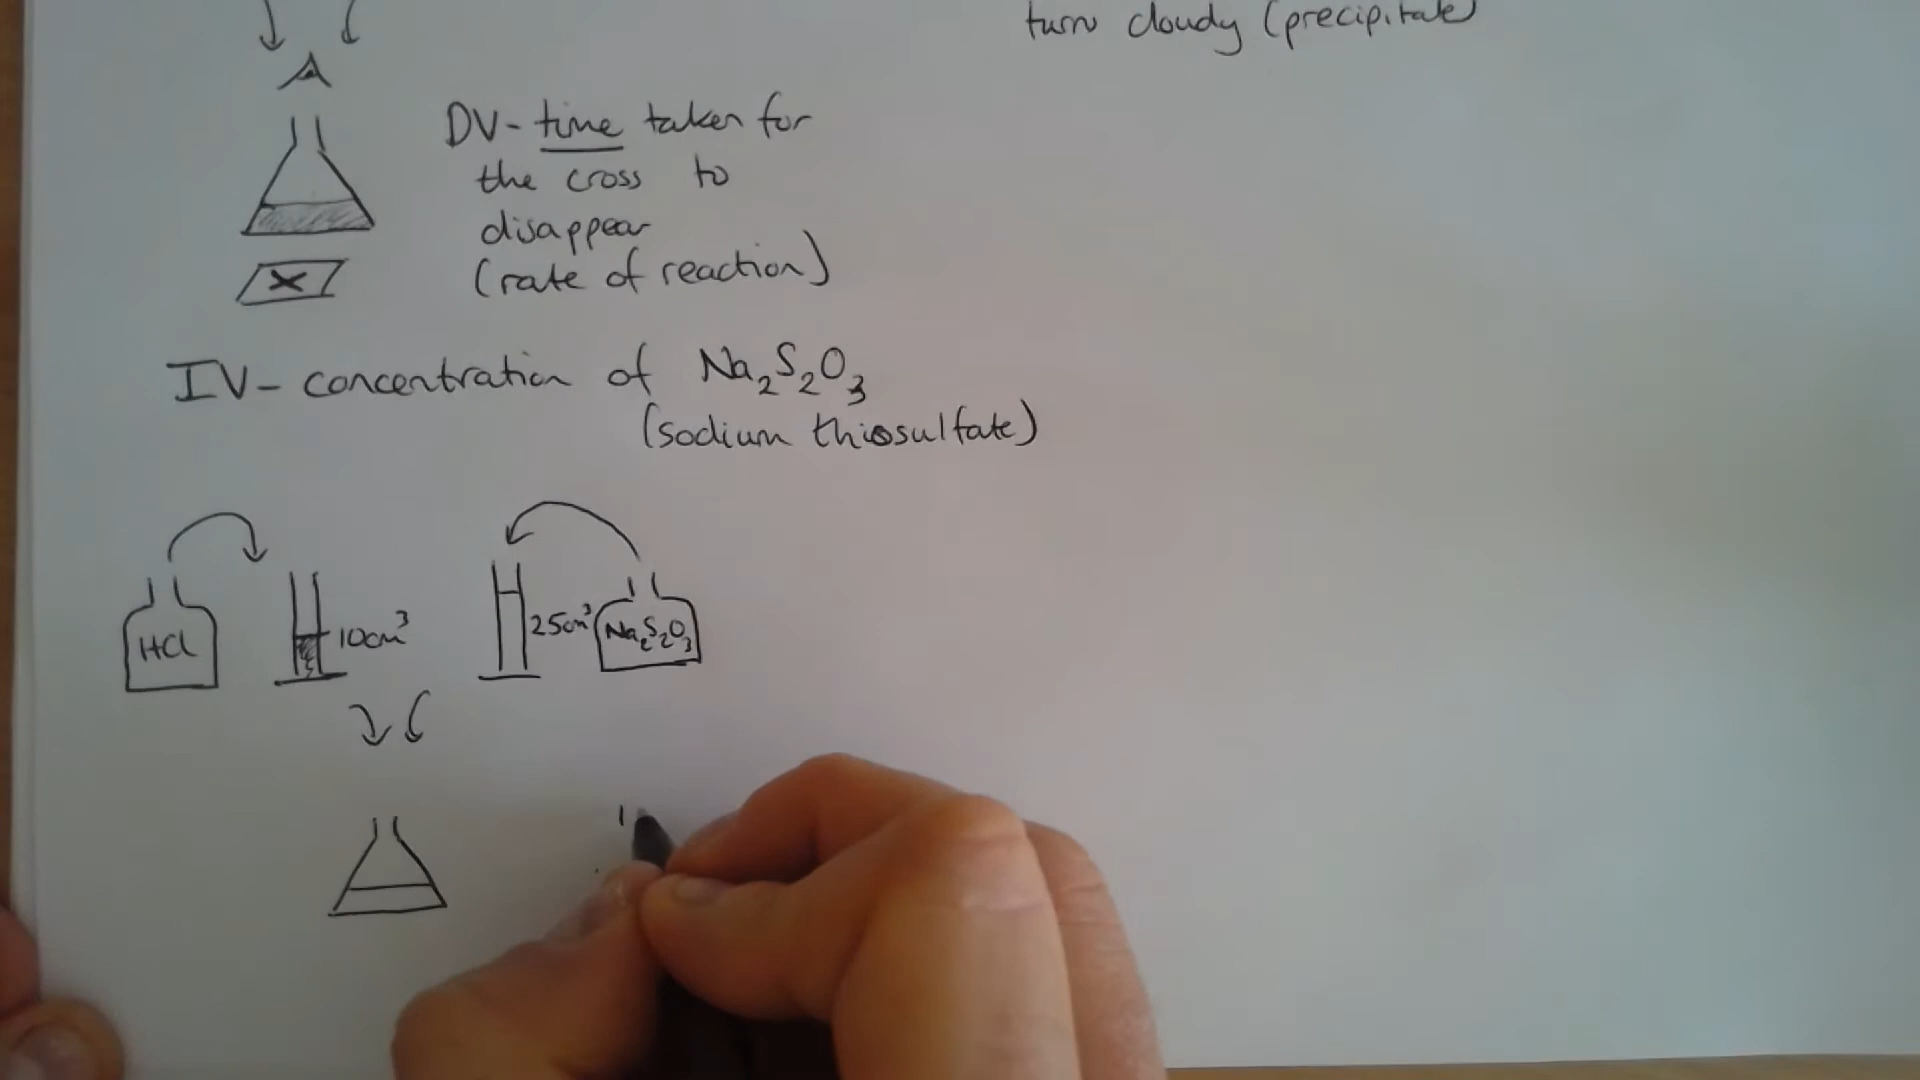 turn cloudy (precipitate)
DV- time taken for
the cross to
disappear
(rate of reaction)
X
IV- concentration of Na₂S₂O₃
(sodium thiosulfate)
HCl
10cm³
25cm³
Na₂S₂O₃